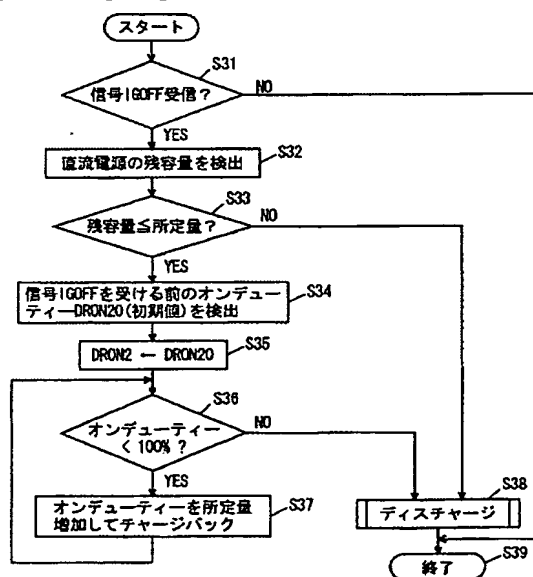 スタート
S31
信号IGOFF受信?
NO
YES
S32
直流電源の残容量を検出
S33
残容量≦所定量?
NO
YES
S34
信号IGOFFを受ける前のオンデュー
ティーDRON20(初期値)を検出
S35
DRON2 ← DRON20
S36
オンデューティー
<100%?
NO
YES
S37
オンデューティーを所定量
増加してチャージバック
S38
ディスチャージ
S39
終了